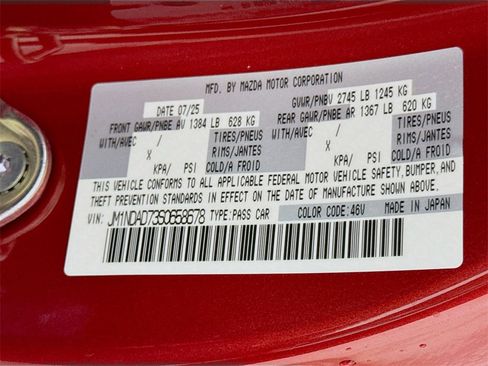 MFD. BY MAZDA MOTOR CORPORATION
DATE 07/25 GVWR/PNBV 2745 LB 1245 KG
FRONT GAWR/PNBE AV 1384 LB 628 KG REAR GAWR/PNBE AR 1367 LB 620 KG
WITH/AVEC / TIRES/PNEUS WITH/AVEC / TIRES/PNEUS
X RIMS/JANTES X RIMS/JANTES
KPA/ PSI COLD/A FROID KPA/ PSI COLD/A FROID
THIS VEHICLE CONFORMS TO ALL APPLICABLE FEDERAL MOTOR VEHICLE SAFETY, BUMPER, AND
THEFT PREVENTION STANDARDS IN EFFECT ON THE DATE OF MANUFACTURE SHOWN ABOVE.
VIN: JM1NDAD73S0658678 TYPE: PASS CAR COLOR CODE: 46V MADE IN JAPAN